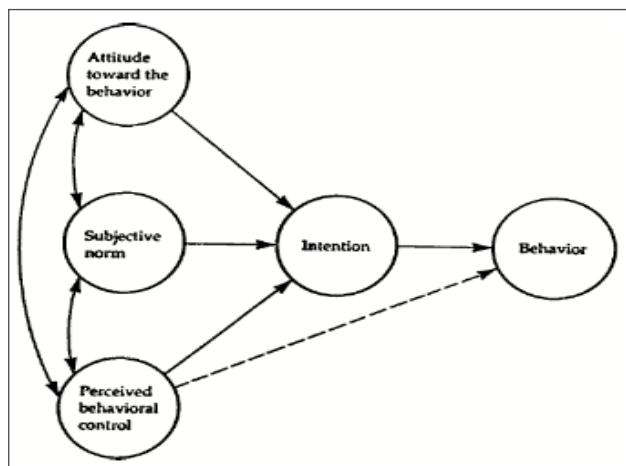 Attitude
toward the
behavior
Subjective
norm
Intention
Behavior
Perceived
behavioral
control